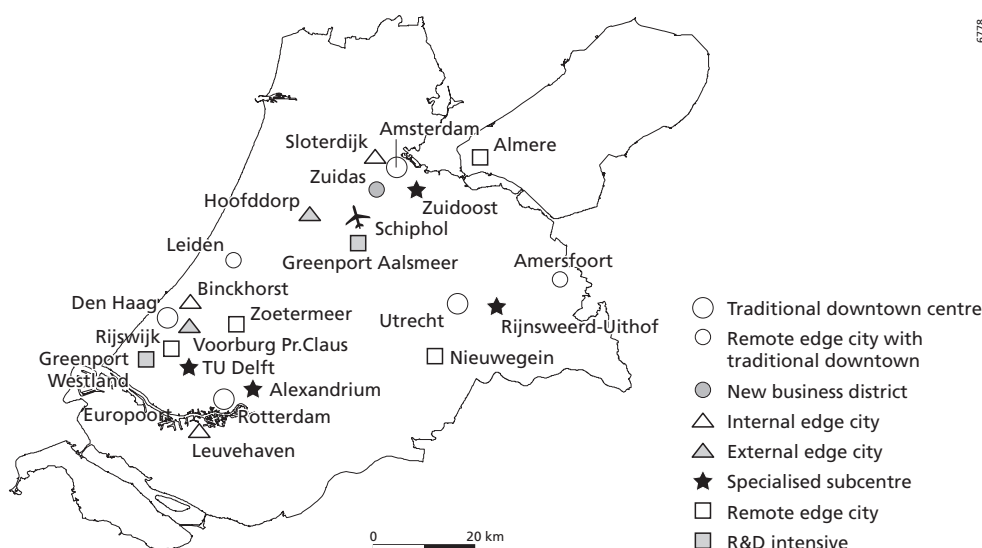 6778
Amsterdam
Sloterdijk
Almere
Zuidas
Zuidoost
Hoofddorp
Schiphol
Leiden
Greenport Aalsmeer
Amersfoort
Binckhorst
Den Haag
Zoetermeer
Utrecht
Rijnsweerd-Uithof
Rijswijk
Voorburg Pr.Claus
Greenport
Westland
TU Delft
Nieuwegein
Alexandrium
Europoort
Rotterdam
Leuvehaven
Traditional downtown centre
Remote edge city with
traditional downtown
New business district
Internal edge city
External edge city
Specialised subcentre
Remote edge city
R&D intensive
0 20 km